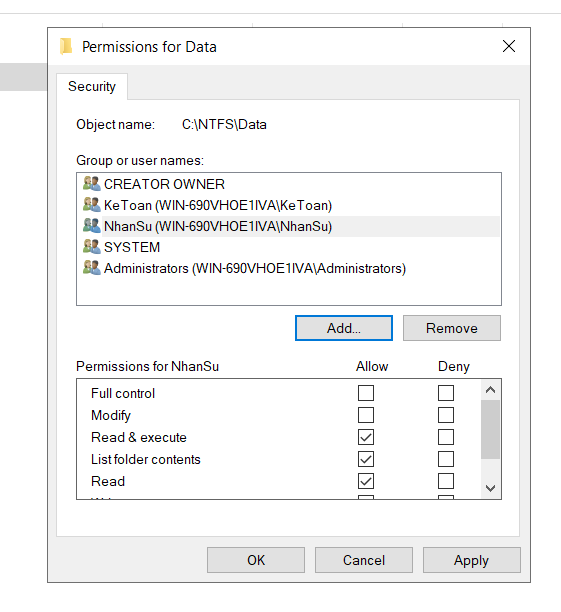 Permissions for Data
Security
Object name: C:\NTFS\Data
Group or user names:
CREATOR OWNER
KeToan (WIN-690VHOE1IVA\KeToan)
NhanSu (WIN-690VHOE1IVA\NhanSu)
SYSTEM
Administrators (WIN-690VHOE1IVA\Administrators)
Add... Remove
Permissions for NhanSu Allow Deny
Full control
Modify
Read & execute
List folder contents
Read
OK Cancel Apply